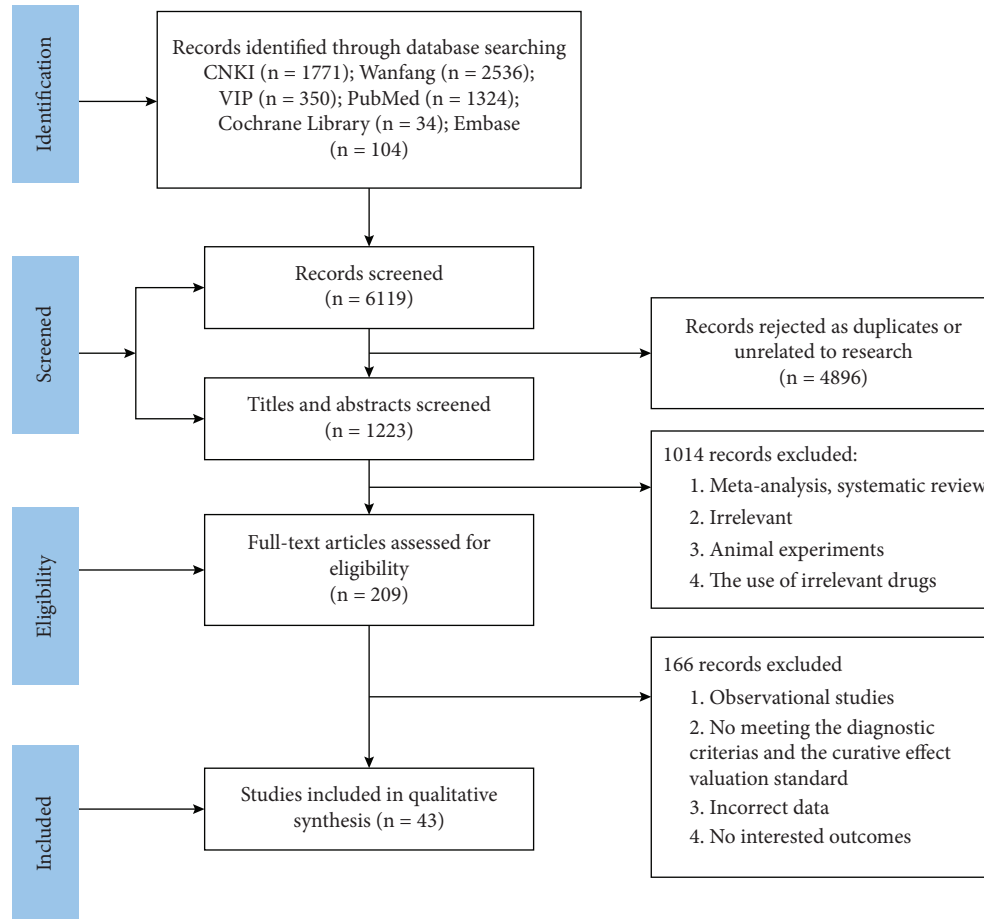 Identification
Records identified through database searching
CNKI (n = 1771); Wanfang (n = 2536);
VIP (n = 350); PubMed (n = 1324);
Cochrane Library (n = 34); Embase
(n = 104)
Screened
Records screened
(n = 6119)
Records rejected as duplicates or
unrelated to research
(n = 4896)
Titles and abstracts screened
(n = 1223)
1014 records excluded:
1. Meta-analysis, systematic review
2. Irrelevant
3. Animal experiments
4. The use of irrelevant drugs
Eligibility
Full-text articles assessed for
eligibility
(n = 209)
166 records excluded
1. Observational studies
2. No meeting the diagnostic
criterias and the curative effect
valuation standard
3. Incorrect data
4. No interested outcomes
Included
Studies included in qualitative
synthesis (n = 43)